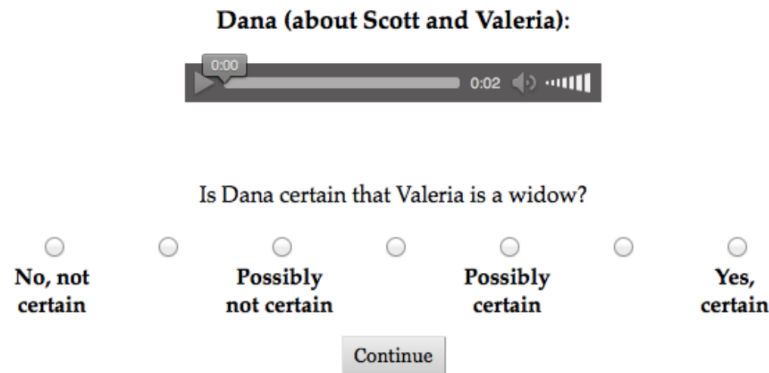 Dana (about Scott and Valeria):
0:00
0:02
Is Dana certain that Valeria is a widow?
No, not Possibly Possibly Yes,
certain not certain certain certain
Continue